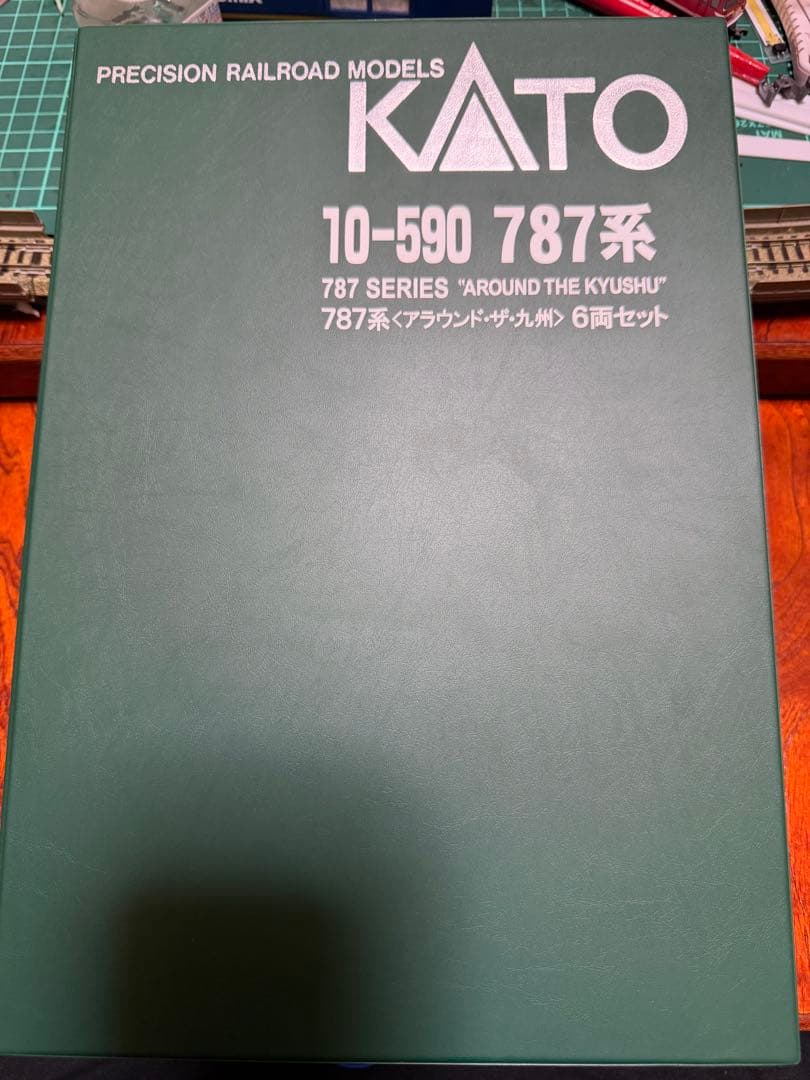 PRECISION RAILROAD MODELS
KATO
10-590 787系
787 SERIES "AROUND THE KYUSHU"
787系<アラウンド・ザ・九州> 6両セット